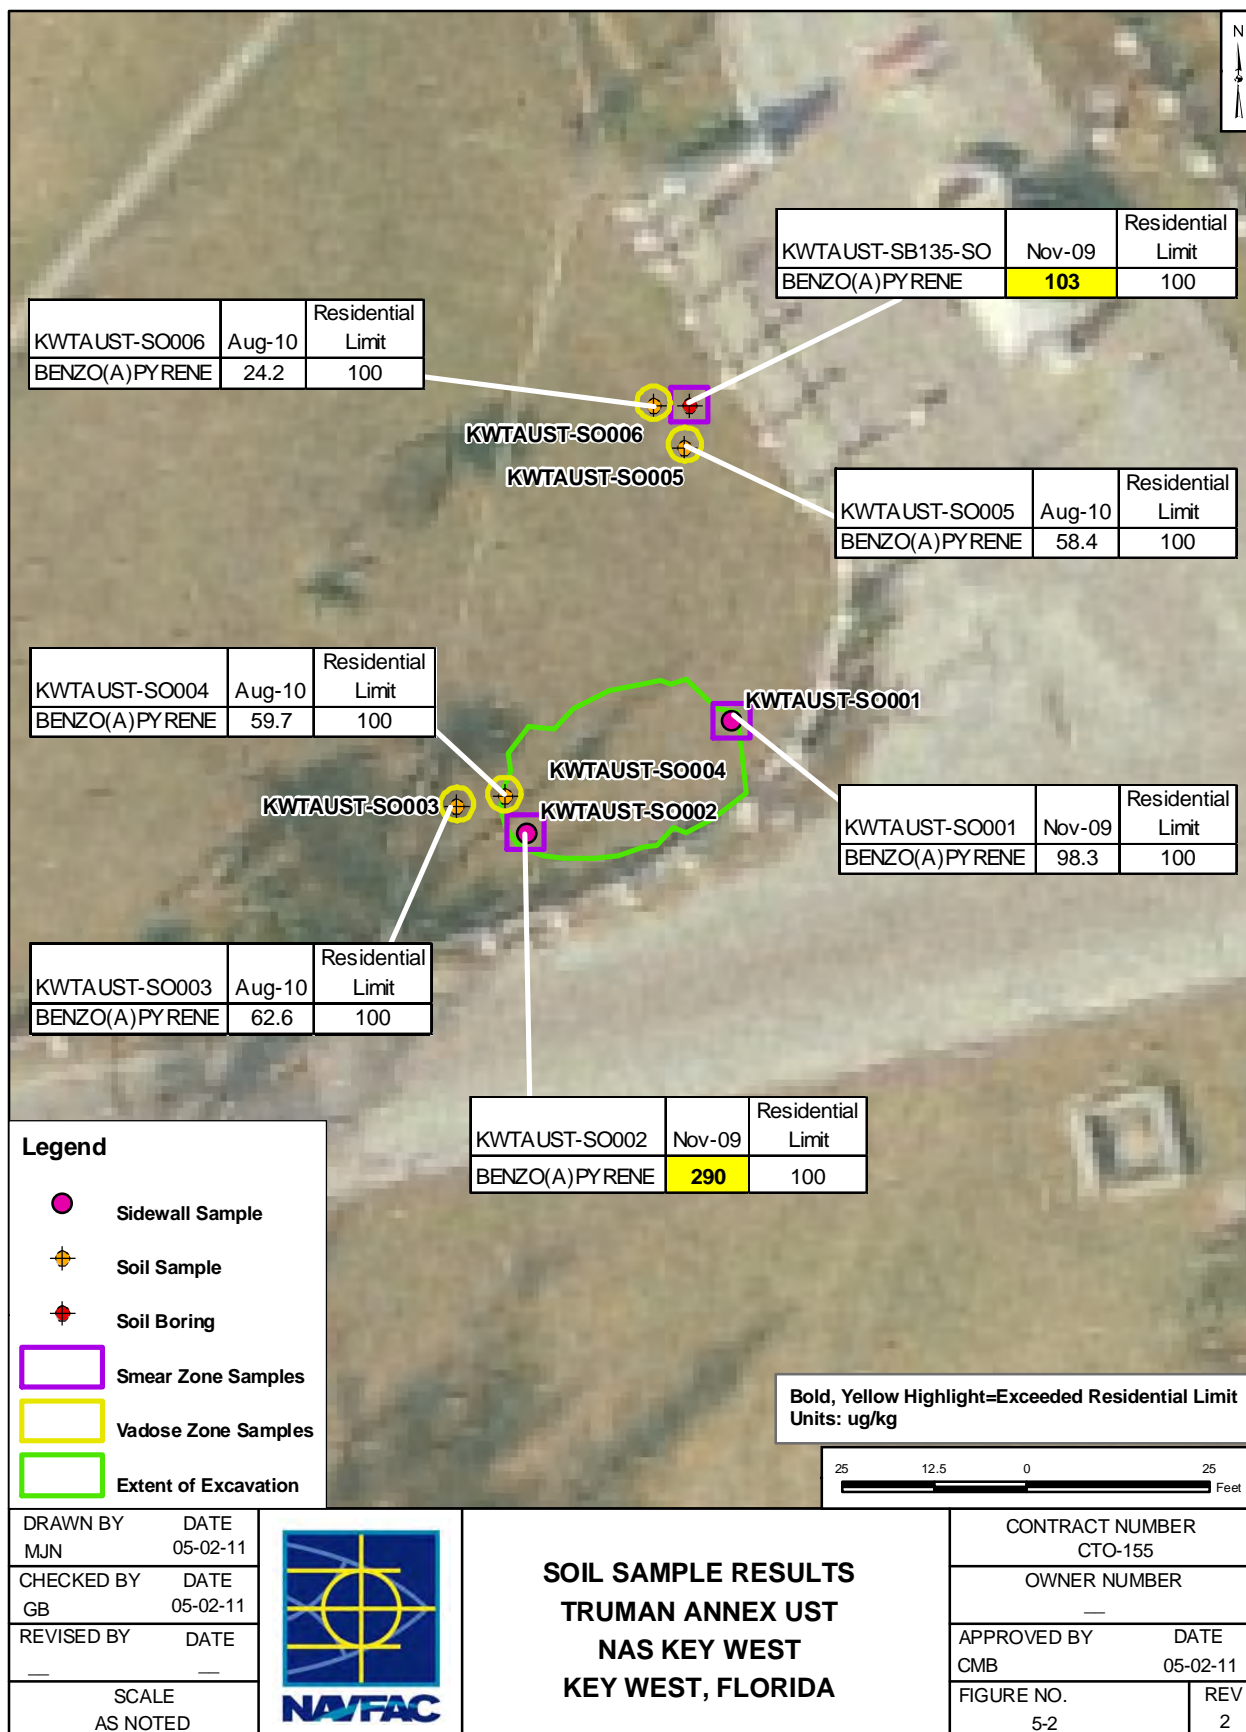 N
KWTAUST-SB135-SO Nov-09 Residential Limit
BENZO(A)PYRENE 103 100
KWTAUST-SO006 Aug-10 Residential Limit
BENZO(A)PYRENE 24.2 100
KWTAUST-SO006
KWTAUST-SO005
KWTAUST-SO005 Aug-10 Residential Limit
BENZO(A)PYRENE 58.4 100
KWTAUST-SO004 Aug-10 Residential Limit
BENZO(A)PYRENE 59.7 100
KWTAUST-SO001
KWTAUST-SO004
KWTAUST-SO003
KWTAUST-SO002
KWTAUST-SO001 Nov-09 Residential Limit
BENZO(A)PYRENE 98.3 100
KWTAUST-SO003 Aug-10 Residential Limit
BENZO(A)PYRENE 62.6 100
KWTAUST-SO002 Nov-09 Residential Limit
BENZO(A)PYRENE 290 100
Legend
Sidewall Sample
Soil Sample
Soil Boring
Smear Zone Samples
Vadose Zone Samples
Extent of Excavation
Bold, Yellow Highlight=Exceeded Residential Limit
Units: ug/kg
25 12.5 0 25
Feet
DRAWN BY DATE
MJN 05-02-11
CHECKED BY DATE
GB 05-02-11
REVISED BY DATE
__ __
SCALE
AS NOTED
NAVFAC
SOIL SAMPLE RESULTS
TRUMAN ANNEX UST
NAS KEY WEST
KEY WEST, FLORIDA
CONTRACT NUMBER
CTO-155
OWNER NUMBER
__
APPROVED BY DATE
CMB 05-02-11
FIGURE NO. REV
5-2 2